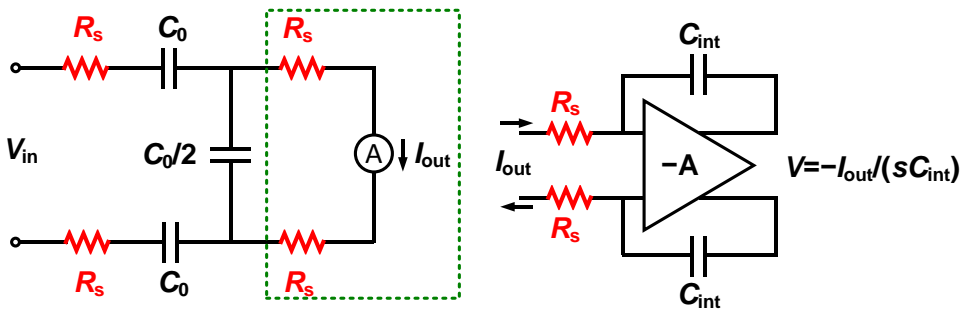 Rs
C0
Rs
Vin
C0/2
A
Iout
Rs
C0
Rs
Cint
Rs
Iout
−A
V=−Iout/(sCint)
Rs
Cint